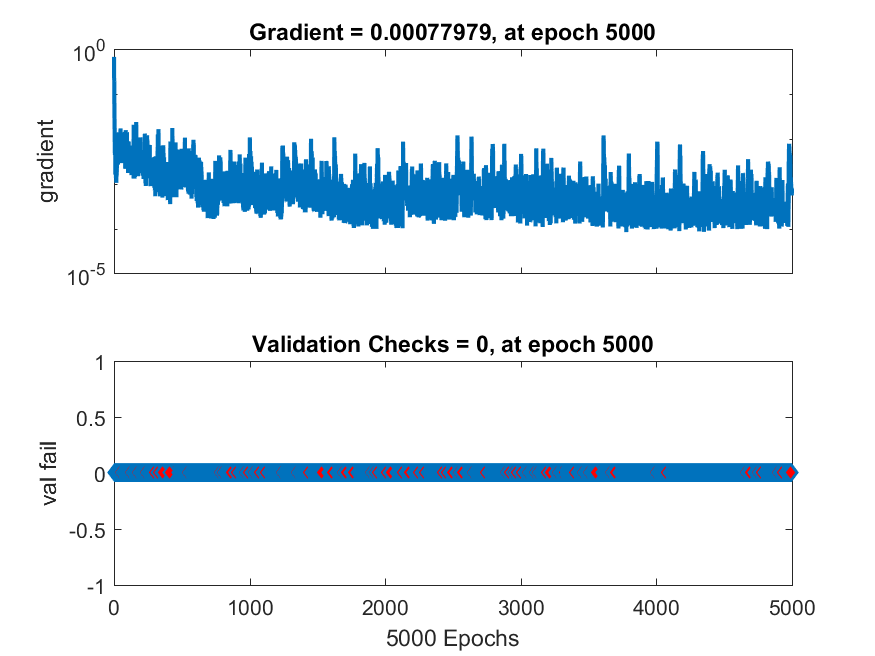 Gradient = 0.00077979, at epoch 5000
10^0
gradient
10^-5
Validation Checks = 0, at epoch 5000
1
0.5
val fail
0
-0.5
-1
0 1000 2000 3000 4000 5000
5000 Epochs